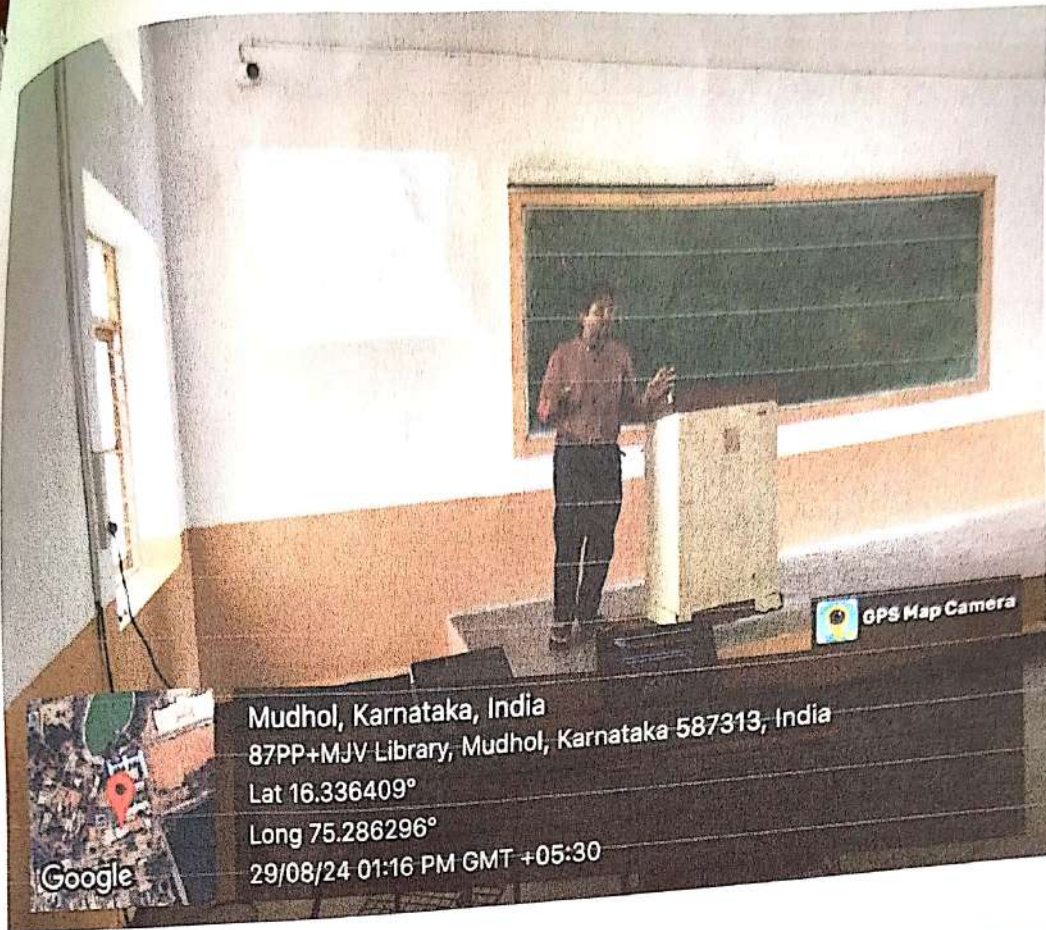 GPS Map Camera
Mudhol, Karnataka, India
87PP+MJV Library, Mudhol, Karnataka 587313, India
Lat 16.336409°
Long 75.286296°
29/08/24 01:16 PM GMT +05:30
Google